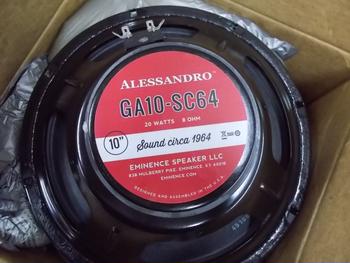 ALESSANDRO™
GA10-SC64
20 WATTS 8 OHM
10" Sound circa 1964
EMINENCE SPEAKER LLC
838 MULBERRY PIKE, EMINENCE, KY 40019
EMINENCE.COM
DESIGNED AND ASSEMBLED IN THE U.S.A.